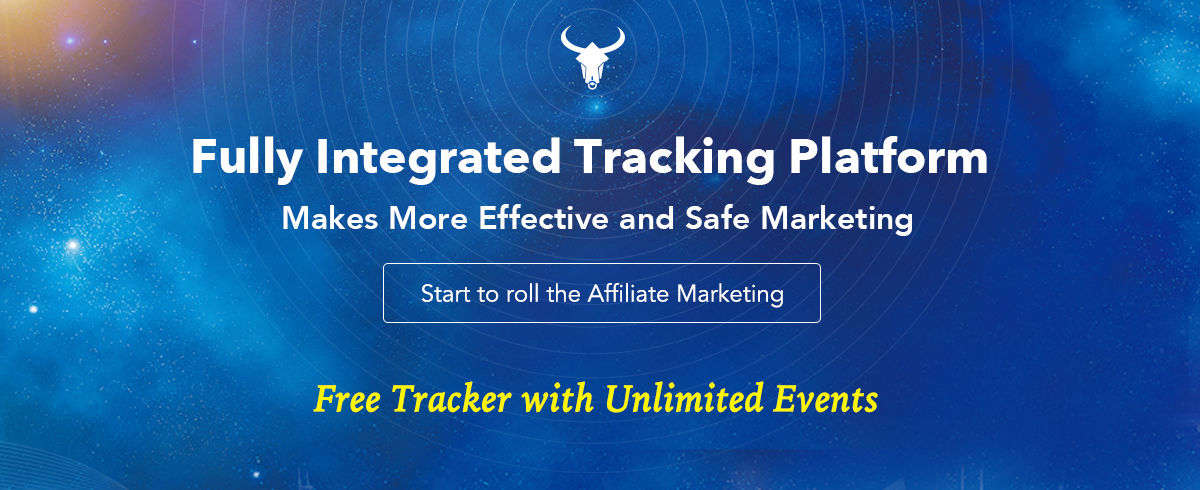 Fully Integrated Tracking Platform
Makes More Effective and Safe Marketing
Start to roll the Affiliate Marketing
Free Tracker with Unlimited Events